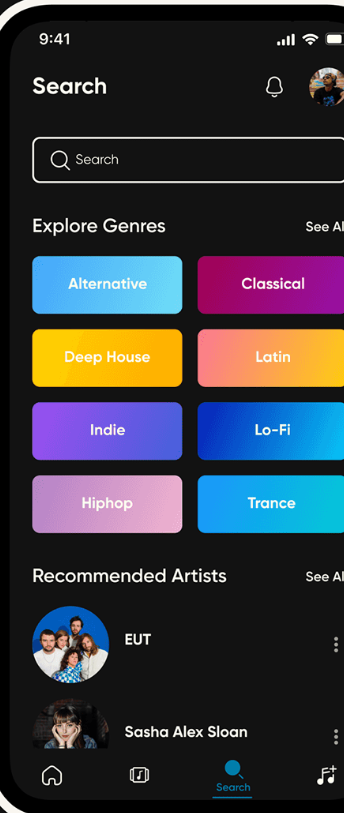 9:41
Search
Search
Explore Genres See Al
Alternative Classical
Deep House Latin
Indie Lo-Fi
Hiphop Trance
Recommended Artists See Al
EUT
Sasha Alex Sloan
Search